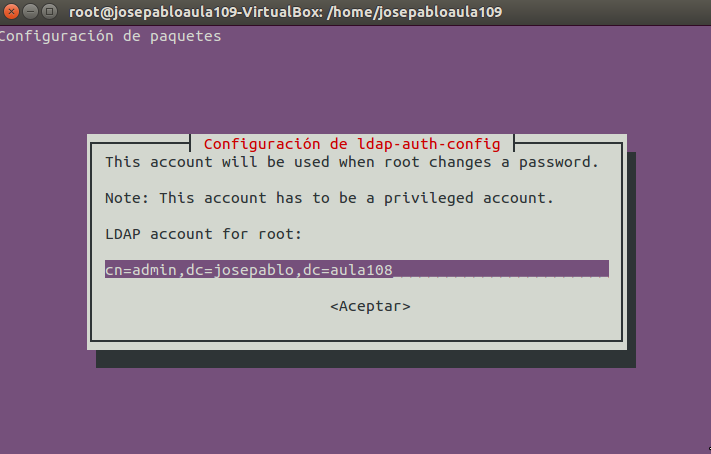 root@josepabloaula109-VirtualBox: /home/josepabloaula109
Configuración de paquetes
Configuración de ldap-auth-config
This account will be used when root changes a password.
Note: This account has to be a privileged account.
LDAP account for root:
cn=admin,dc=josepablo,dc=aula108________________________
<Aceptar>